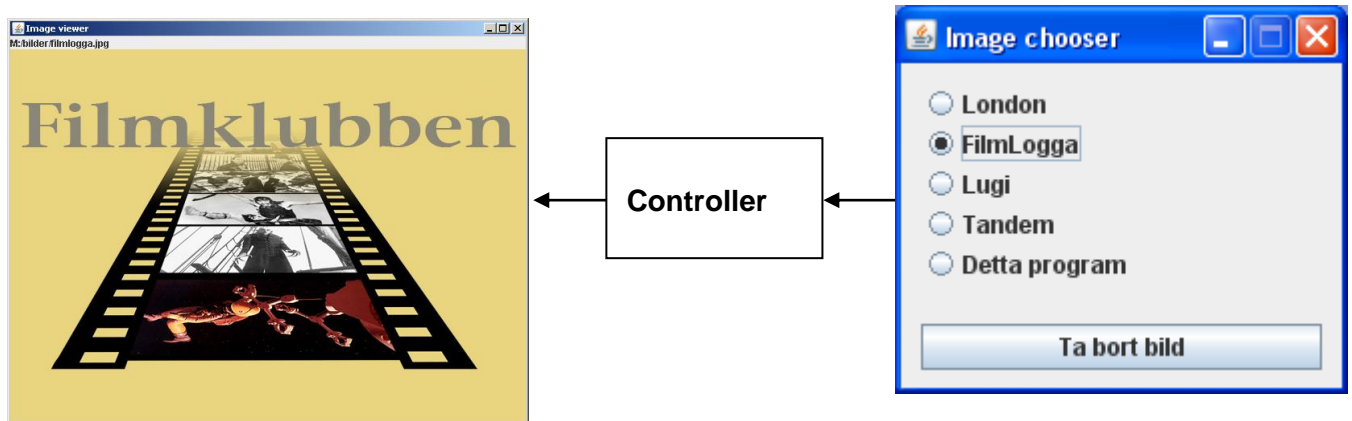 Image viewer
M:/bilder/filmlogga.jpg
Filmklubben
Controller
Image chooser
London
FilmLogga
Lugi
Tandem
Detta program
Ta bort bild